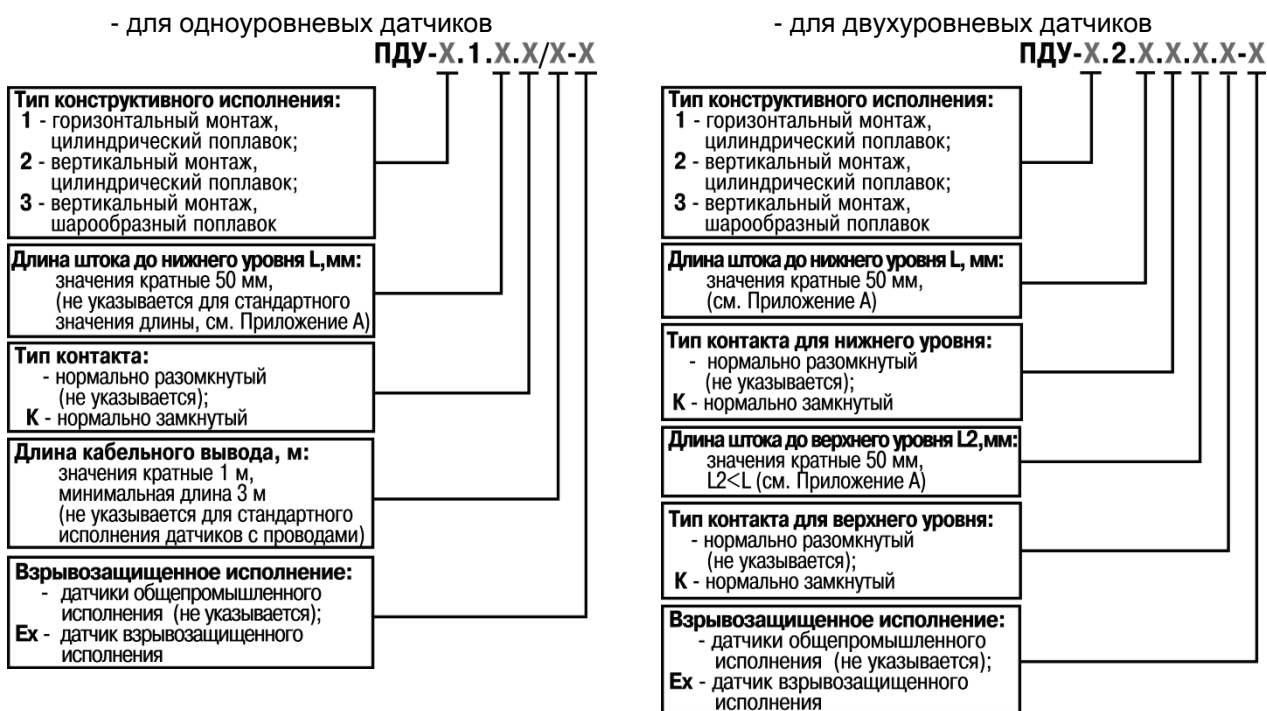 - для одноуровневых датчиков
ПДУ-Х.1.Х.Х/Х-Х
Тип конструктивного исполнения:
1 - горизонтальный монтаж,
цилиндрический поплавок;
2 - вертикальный монтаж,
цилиндрический поплавок;
3 - вертикальный монтаж,
шарообразный поплавок
Длина штока до нижнего уровня L,мм:
значения кратные 50 мм,
(не указывается для стандартного
значения длины, см. Приложение А)
Тип контакта:
- нормально разомкнутый
(не указывается);
К - нормально замкнутый
Длина кабельного вывода, м:
значения кратные 1 м,
минимальная длина 3 м
(не указывается для стандартного
исполнения датчиков с проводами)
Взрывозащищенное исполнение:
- датчики общепромышленного
исполнения (не указывается);
Ex - датчик взрывозащищенного
исполнения
- для двухуровневых датчиков
ПДУ-Х.2.Х.Х.Х.Х-Х
Тип конструктивного исполнения:
1 - горизонтальный монтаж,
цилиндрический поплавок;
2 - вертикальный монтаж,
цилиндрический поплавок;
3 - вертикальный монтаж,
шарообразный поплавок
Длина штока до нижнего уровня L, мм:
значения кратные 50 мм,
(см. Приложение А)
Тип контакта для нижнего уровня:
- нормально разомкнутый
(не указывается);
К - нормально замкнутый
Длина штока до верхнего уровня L2,мм:
значения кратные 50 мм,
L2<L (см. Приложение А)
Тип контакта для верхнего уровня:
- нормально разомкнутый
(не указывается);
К - нормально замкнутый
Взрывозащищенное исполнение:
- датчики общепромышленного
исполнения (не указывается);
Ex - датчик взрывозащищенного
исполнения